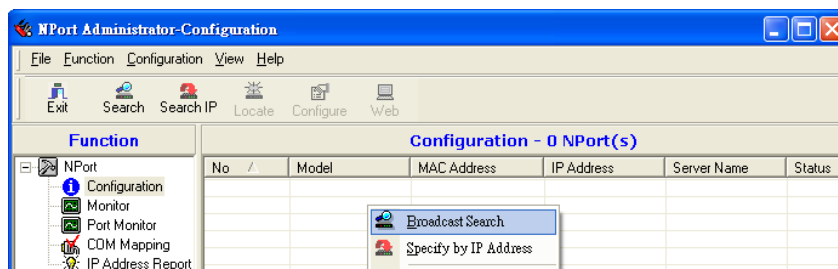 NPort Administrator-Configuration
File Function Configuration View Help
Exit Search Search IP Locate Configure Web
Function
Configuration - 0 NPort(s)
No Model MAC Address IP Address Server Name Status
NPort
Configuration
Monitor
Port Monitor
COM Mapping
IP Address Report
Broadcast Search
Specify by IP Address